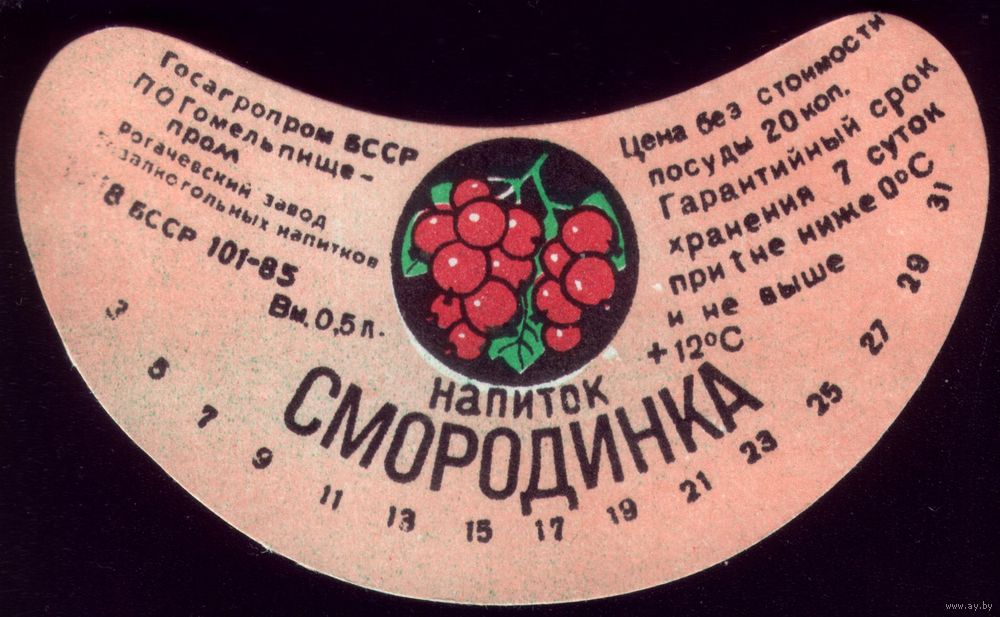 Госагропром БССР
ПО Гомельпище-
пром
Рогачевский завод
безалкогольных напитков
8 БССР 101-85
Вм. 0,5 л.
Цена без стоимости
посуды 20 коп.
Гарантийный срок
хранения 7 суток
при t не ниже 0°С
и не выше
+12°С
напиток
СМОРОДИНКА
3 5 7 9 11 13 15 17 19 21 23 25 27 29 31
www.ay.by